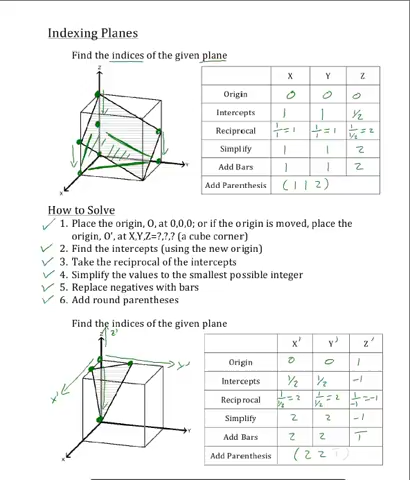 Indexing Planes
Find the indices of the given plane
Z
Y
X
X Y Z
Origin 0 0 0
Intercepts 1 1 1/2
Reciprocal 1/1 = 1 1/1 = 1 1/1/2 = 2
Simplify 1 1 2
Add Bars 1 1 2
Add Parenthesis (1 1 2)
How to Solve
1. Place the origin, O, at 0,0,0; or if the origin is moved, place the
origin, O', at X,Y,Z=?,?,? (a cube corner)
2. Find the intercepts (using the new origin)
3. Take the reciprocal of the intercepts
4. Simplify the values to the smallest possible integer
5. Replace negatives with bars
6. Add round parentheses
Find the indices of the given plane
Z Z'
Y'
X'
Y
X
X' Y' Z'
Origin 0 0 1
Intercepts 1/2 1/2 -1
Reciprocal 1/1/2 = 2 1/1/2 = 2 1/-1 = -1
Simplify 2 2 -1
Add Bars 2 2 1̅
Add Parenthesis (2 2 1̅)